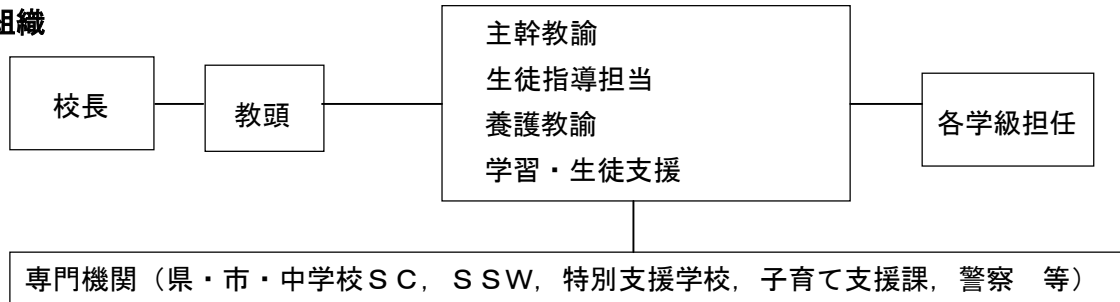 組織
校長
教頭
主幹教諭
生徒指導担当
養護教諭
学習・生徒支援
各学級担任
専門機関（県・市・中学校ＳＣ，ＳＳＷ，特別支援学校，子育て支援課，警察　等）